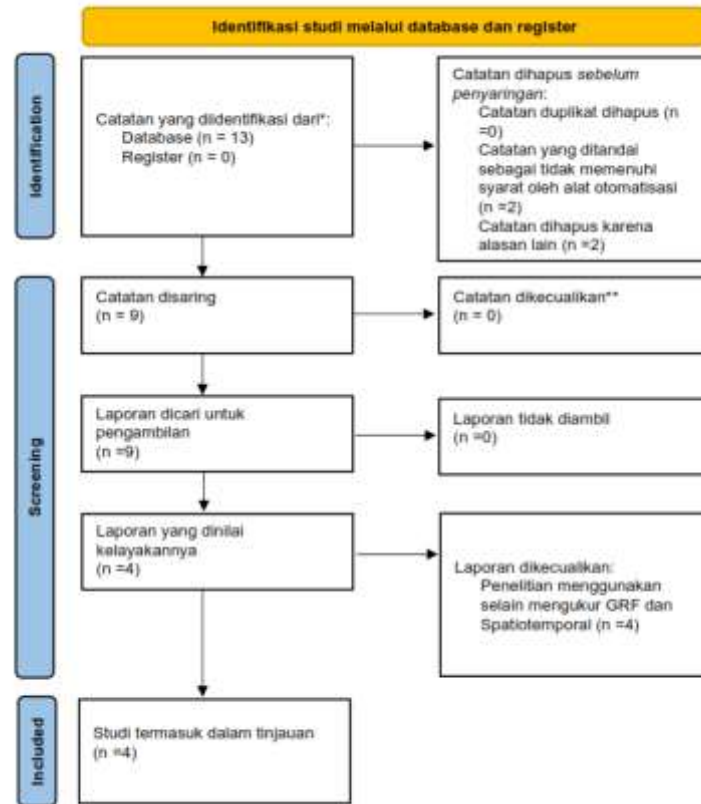 Identifikasi studi melalui database dan register
Identification
Catatan yang diidentifikasi dari*:
Database (n = 13)
Register (n = 0)
Catatan dihapus sebelum
penyaringan:
Catatan duplikat dihapus (n
=0)
Catatan yang ditandai
sebagai tidak memenuhi
syarat oleh alat otomatisasi
(n =2)
Catatan dihapus karena
alasan lain (n =2)
Screening
Catatan disaring
(n = 9)
Catatan dikecualikan**
(n = 0)
Laporan dicari untuk
pengambilan
(n =9)
Laporan tidak diambil
(n =0)
Laporan yang dinilai
kelayakannya
(n =4)
Laporan dikecualikan:
Penelitian menggunakan
selain mengukur GRF dan
Spatiotemporal (n =4)
Included
Studi termasuk dalam tinjauan
(n =4)